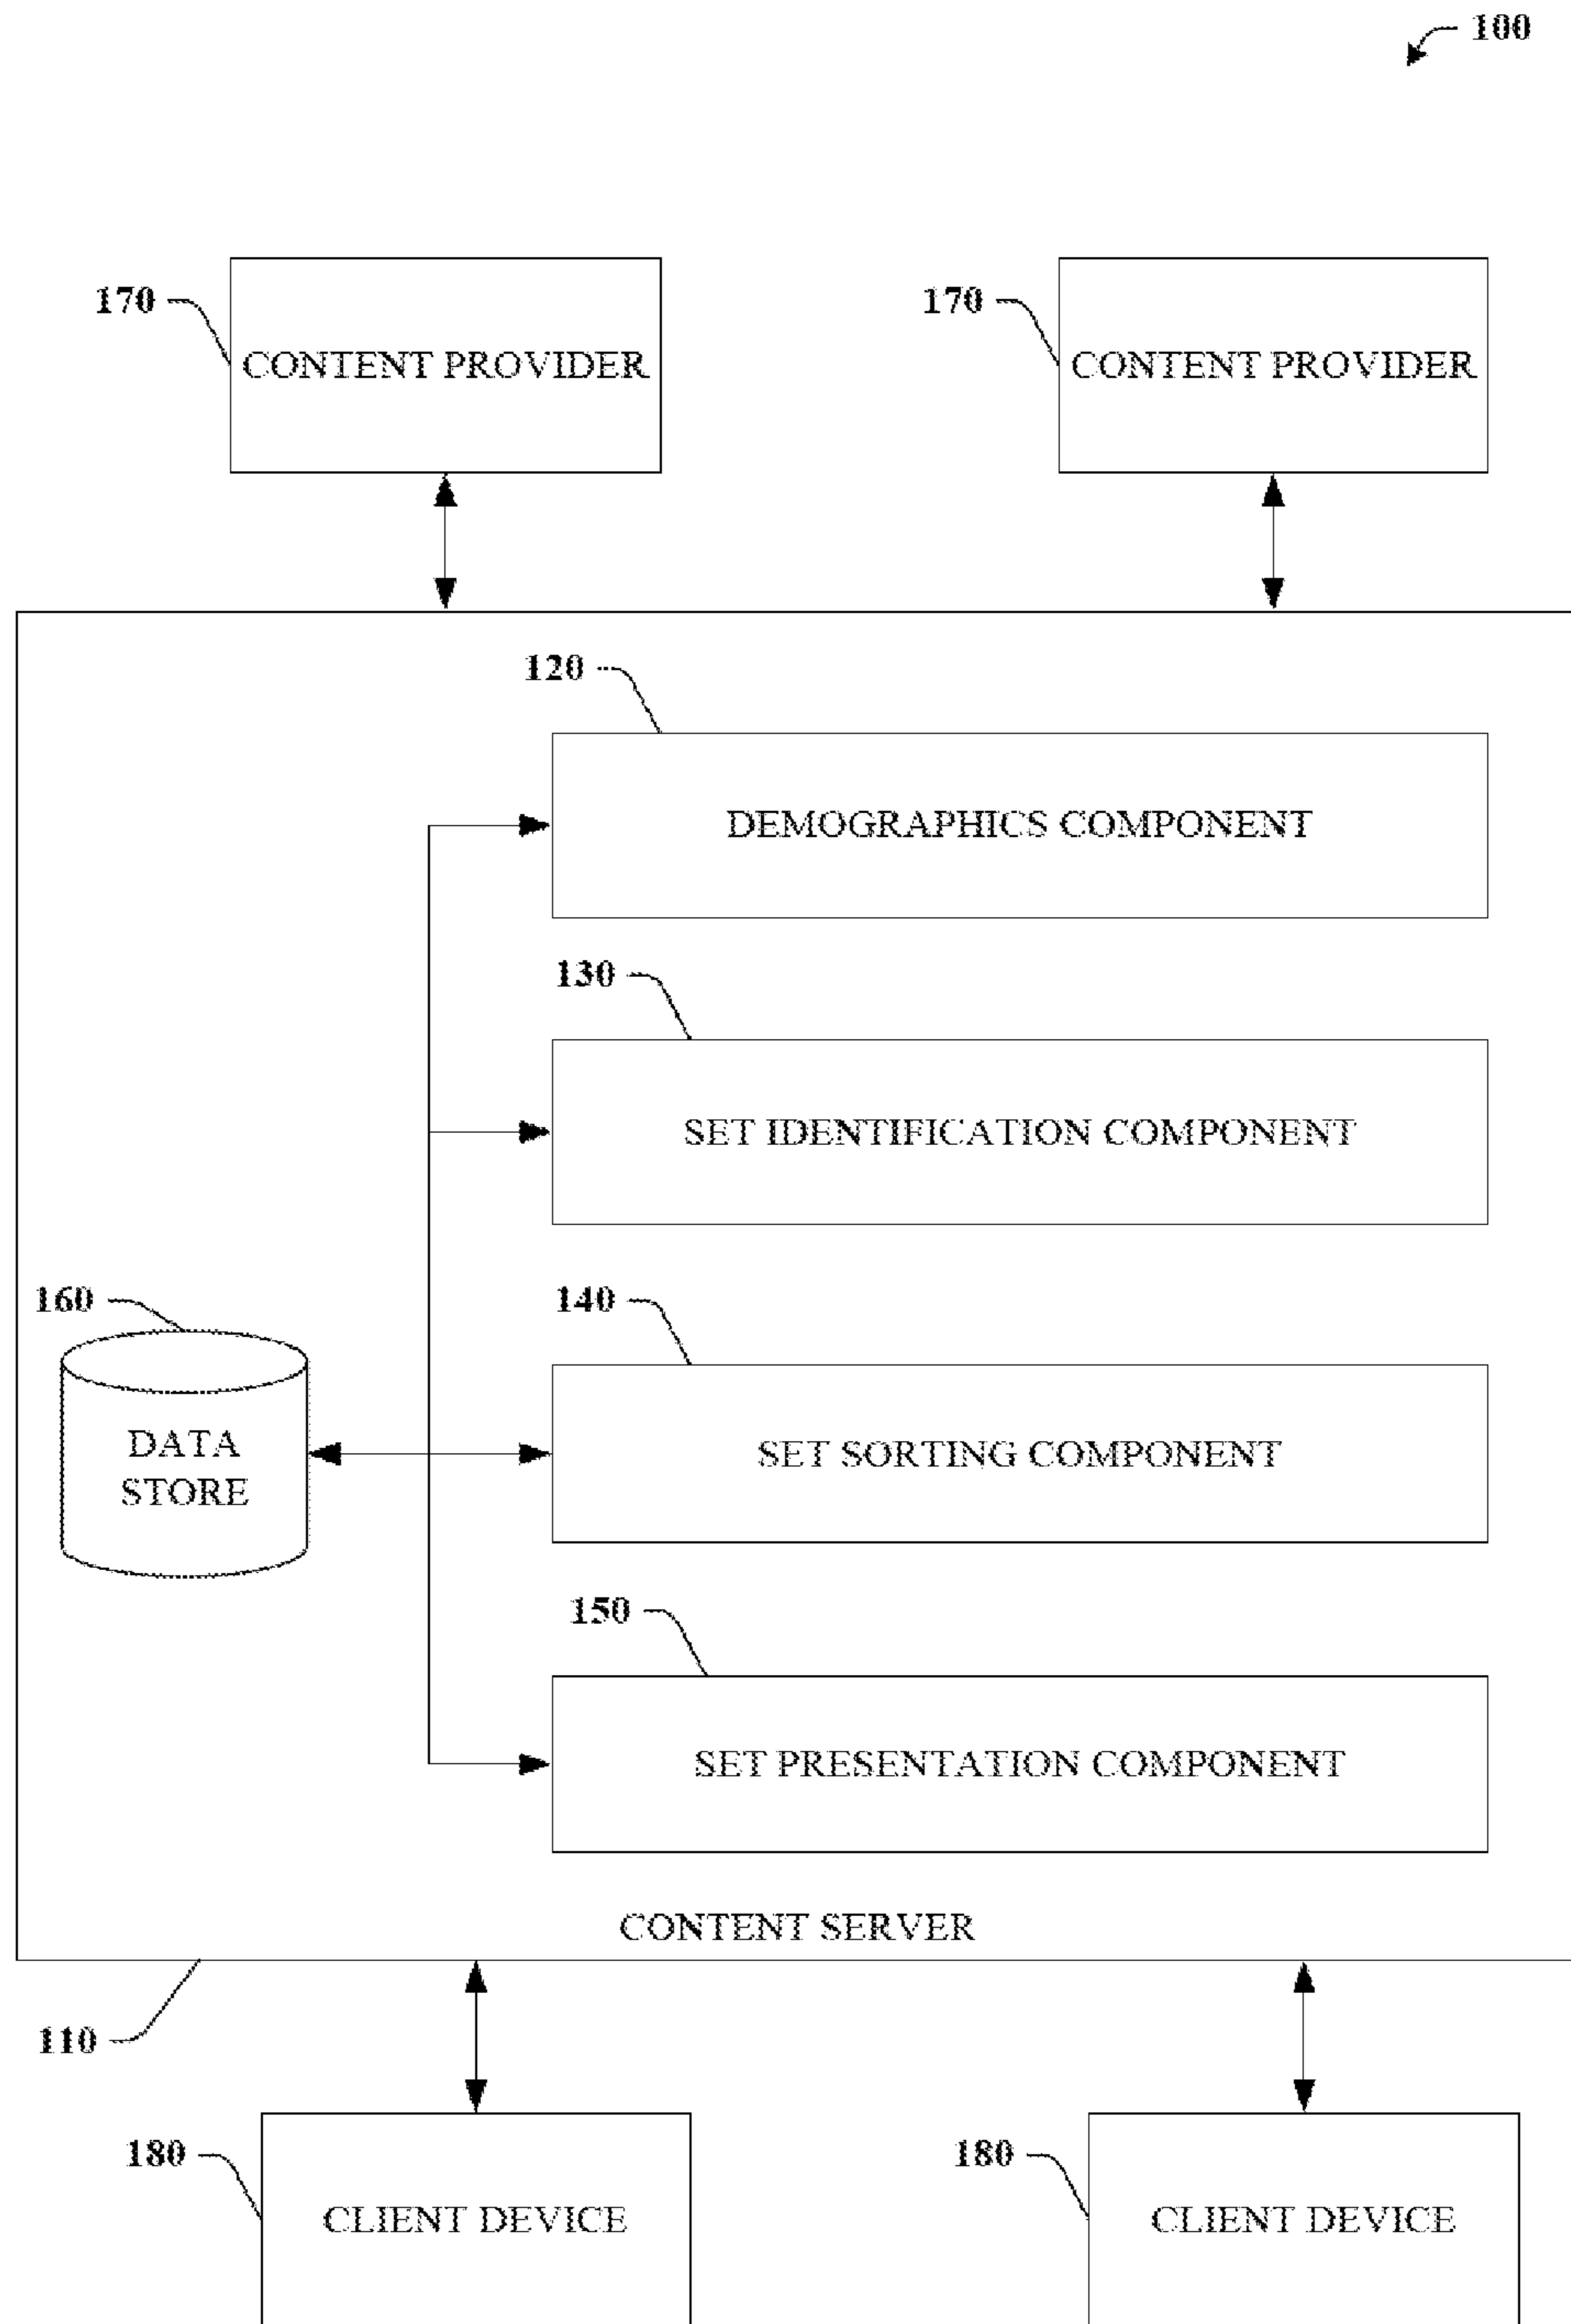 100
170
CONTENT PROVIDER
170
CONTENT PROVIDER
120
DEMOGRAPHICS COMPONENT
130
SET IDENTIFICATION COMPONENT
160
DATA
STORE
140
SET SORTING COMPONENT
150
SET PRESENTATION COMPONENT
CONTENT SERVER
110
180
CLIENT DEVICE
180
CLIENT DEVICE